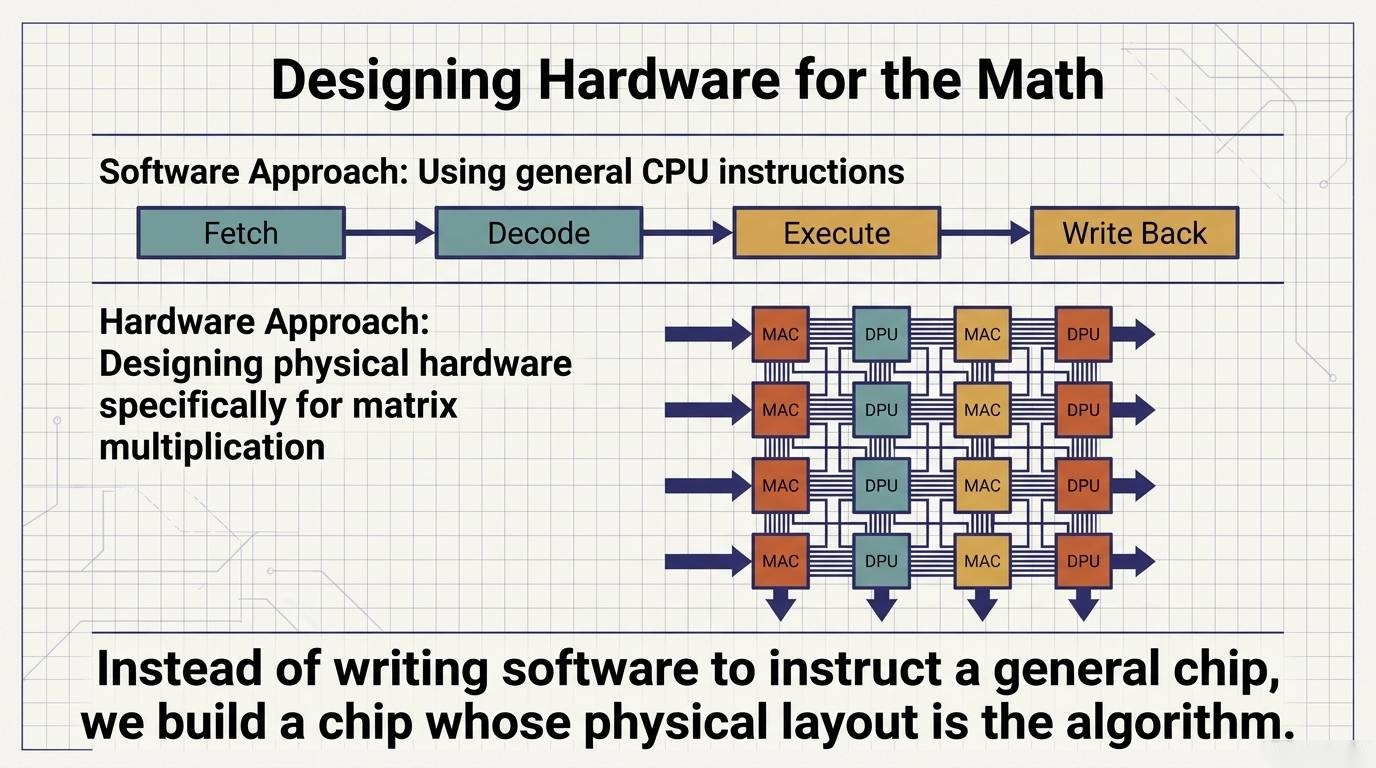 Designing Hardware for the Math
Software Approach: Using general CPU instructions
Fetch
Decode
Execute
Write Back
Hardware Approach:
Designing physical hardware
specifically for matrix
multiplication
MAC
DPU
MAC
DPU
MAC
DPU
MAC
DPU
MAC
DPU
MAC
DPU
MAC
DPU
MAC
DPU
Instead of writing software to instruct a general chip,
we build a chip whose physical layout is the algorithm.